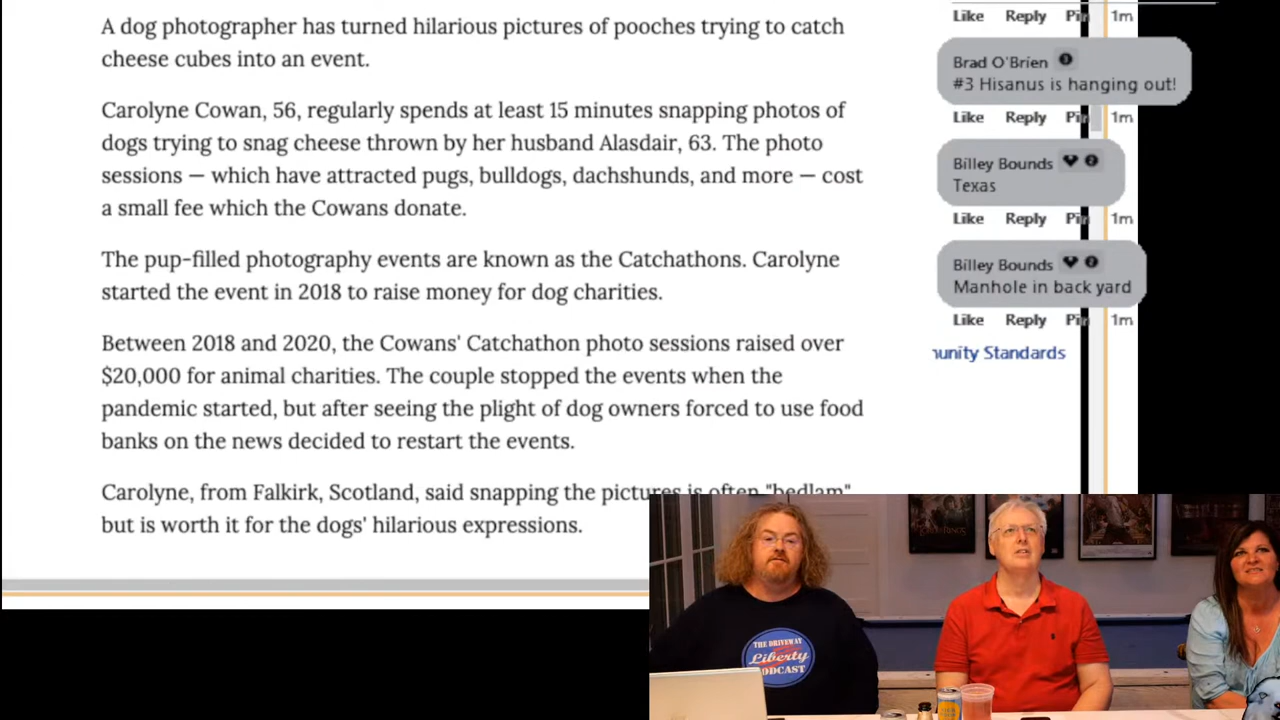 A dog photographer has turned hilarious pictures of pooches trying to catch
cheese cubes into an event.
Carolyne Cowan, 56, regularly spends at least 15 minutes snapping photos of
dogs trying to snag cheese thrown by her husband Alasdair, 63. The photo
sessions — which have attracted pugs, bulldogs, dachshunds, and more — cost
a small fee which the Cowans donate.
The pup-filled photography events are known as the Catchathons. Carolyne
started the event in 2018 to raise money for dog charities.
Between 2018 and 2020, the Cowans' Catchathon photo sessions raised over
$20,000 for animal charities. The couple stopped the events when the
pandemic started, but after seeing the plight of dog owners forced to use food
banks on the news decided to restart the events.
Carolyne, from Falkirk, Scotland, said snapping the pictures is often "bedlam"
but is worth it for the dogs' hilarious expressions.
Like Reply Pin 1m
Brad O'Brien
#3 Hisanus is hanging out!
Like Reply Pin 1m
Billey Bounds
Texas
Like Reply Pin 1m
Billey Bounds
Manhole in back yard
Like Reply Pin 1m
unity Standards
THE DRIVEWAY
Liberty
PODCAST